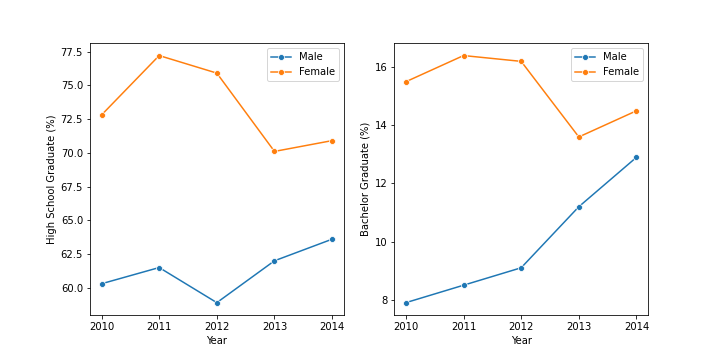 High School Graduate (%)
77.5
75.0
72.5
70.0
67.5
65.0
62.5
60.0
Male
Female
2010 2011 2012 2013 2014
Year
Bachelor Graduate (%)
16
14
12
10
8
Male
Female
2010 2011 2012 2013 2014
Year